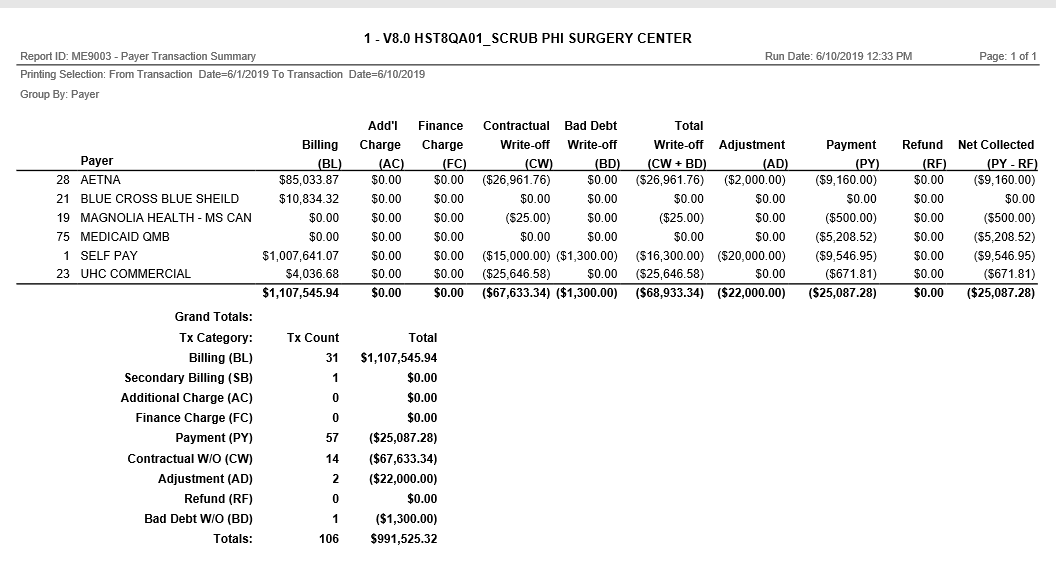 1 - V8.0 HST8QA01_SCRUB PHI SURGERY CENTER
Report ID: ME9003 - Payer Transaction Summary Run Date: 6/10/2019 12:33 PM Page: 1 of 1
Printing Selection: From Transaction Date=6/1/2019 To Transaction Date=6/10/2019
Group By: Payer
Add'l Finance Contractual Bad Debt Total
Billing Charge Charge Write-off Write-off Write-off Adjustment Payment Refund Net Collected
Payer (BL) (AC) (FC) (CW) (BD) (CW + BD) (AD) (PY) (RF) (PY - RF)
28 AETNA $85,033.87 $0.00 $0.00 ($26,961.76) $0.00 ($26,961.76) ($2,000.00) ($9,160.00) $0.00 ($9,160.00)
21 BLUE CROSS BLUE SHEILD $10,834.32 $0.00 $0.00 $0.00 $0.00 $0.00 $0.00 $0.00 $0.00 $0.00
19 MAGNOLIA HEALTH - MS CAN $0.00 $0.00 $0.00 ($25.00) $0.00 ($25.00) $0.00 ($500.00) $0.00 ($500.00)
75 MEDICAID QMB $0.00 $0.00 $0.00 $0.00 $0.00 $0.00 $0.00 ($5,208.52) $0.00 ($5,208.52)
1 SELF PAY $1,007,641.07 $0.00 $0.00 ($15,000.00) ($1,300.00) ($16,300.00) ($20,000.00) ($9,546.95) $0.00 ($9,546.95)
23 UHC COMMERCIAL $4,036.68 $0.00 $0.00 ($25,646.58) $0.00 ($25,646.58) $0.00 ($671.81) $0.00 ($671.81)
$1,107,545.94 $0.00 $0.00 ($67,633.34) ($1,300.00) ($68,933.34) ($22,000.00) ($25,087.28) $0.00 ($25,087.28)
Grand Totals:
Tx Category: Tx Count Total
Billing (BL) 31 $1,107,545.94
Secondary Billing (SB) 1 $0.00
Additional Charge (AC) 0 $0.00
Finance Charge (FC) 0 $0.00
Payment (PY) 57 ($25,087.28)
Contractual W/O (CW) 14 ($67,633.34)
Adjustment (AD) 2 ($22,000.00)
Refund (RF) 0 $0.00
Bad Debt W/O (BD) 1 ($1,300.00)
Totals: 106 $991,525.32